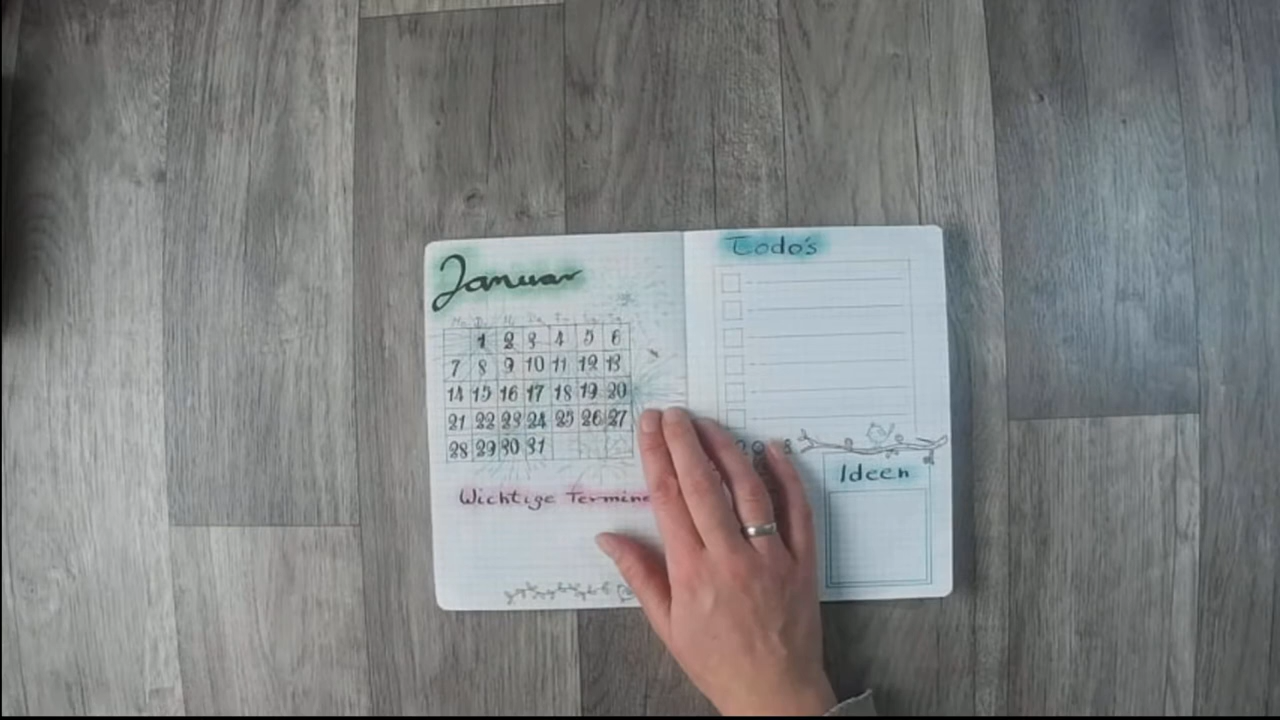 Januar
1 2 3 4 5 6
7 8 9 10 11 12 13
14 15 16 17 18 19 20
21 22 23 24 25 26 27
28 29 30 31
Wichtige Termine
Todo's
Ideen